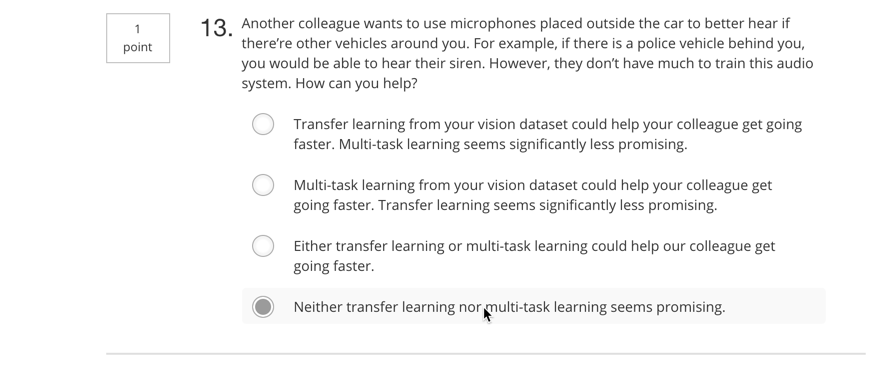 1
point
13.
Another colleague wants to use microphones placed outside the car to better hear if
there’re other vehicles around you. For example, if there is a police vehicle behind you,
you would be able to hear their siren. However, they don’t have much to train this audio
system. How can you help?
Transfer learning from your vision dataset could help your colleague get going
faster. Multi-task learning seems significantly less promising.
Multi-task learning from your vision dataset could help your colleague get
going faster. Transfer learning seems significantly less promising.
Either transfer learning or multi-task learning could help our colleague get
going faster.
Neither transfer learning nor multi-task learning seems promising.